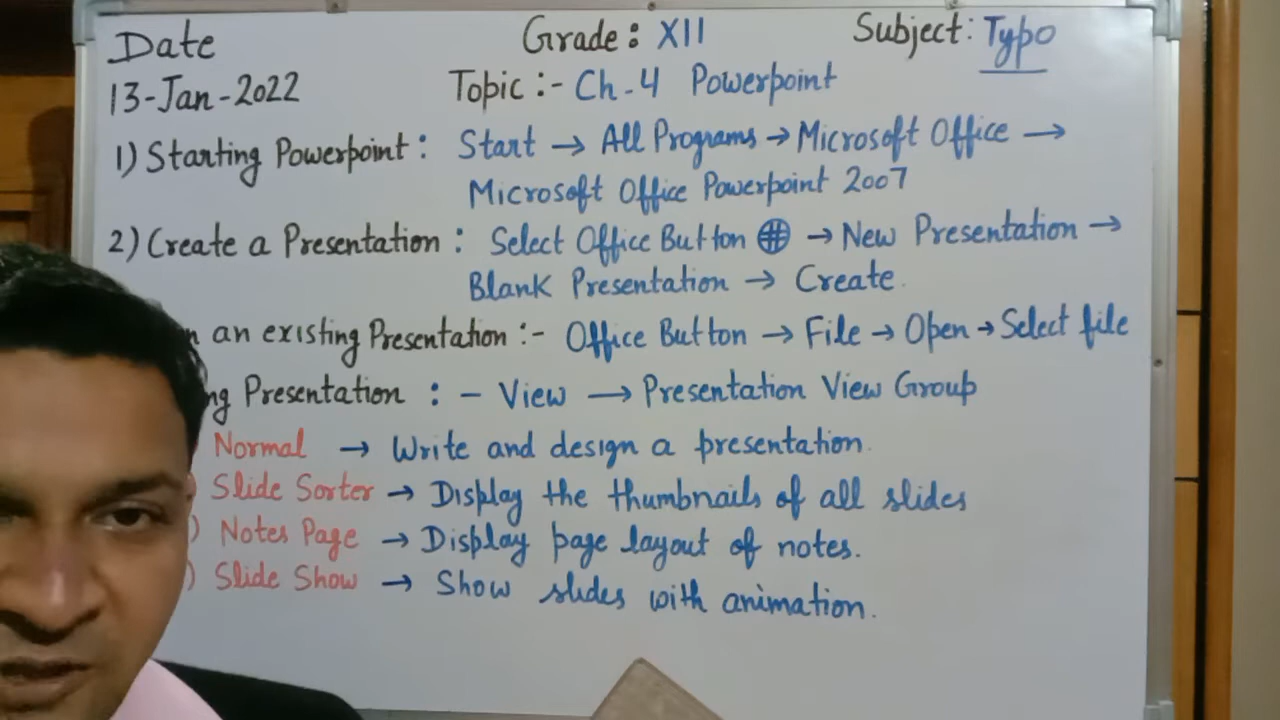 Date Grade: XII Subject: Typo
13-Jan-2022 Topic :- Ch-4 Powerpoint
1) Starting Powerpoint : Start → All Programs → Microsoft Office →
Microsoft Office Powerpoint 2007
2) Create a Presentation : Select Office Button → New Presentation →
Blank Presentation → Create.
an existing Presentation :- Office Button → File → Open → Select file
Presentation : - View → Presentation View Group
Normal → Write and design a presentation.
Slide Sorter → Display the thumbnails of all slides
) Notes Page → Display page layout of notes.
) Slide Show → Show slides with animation.